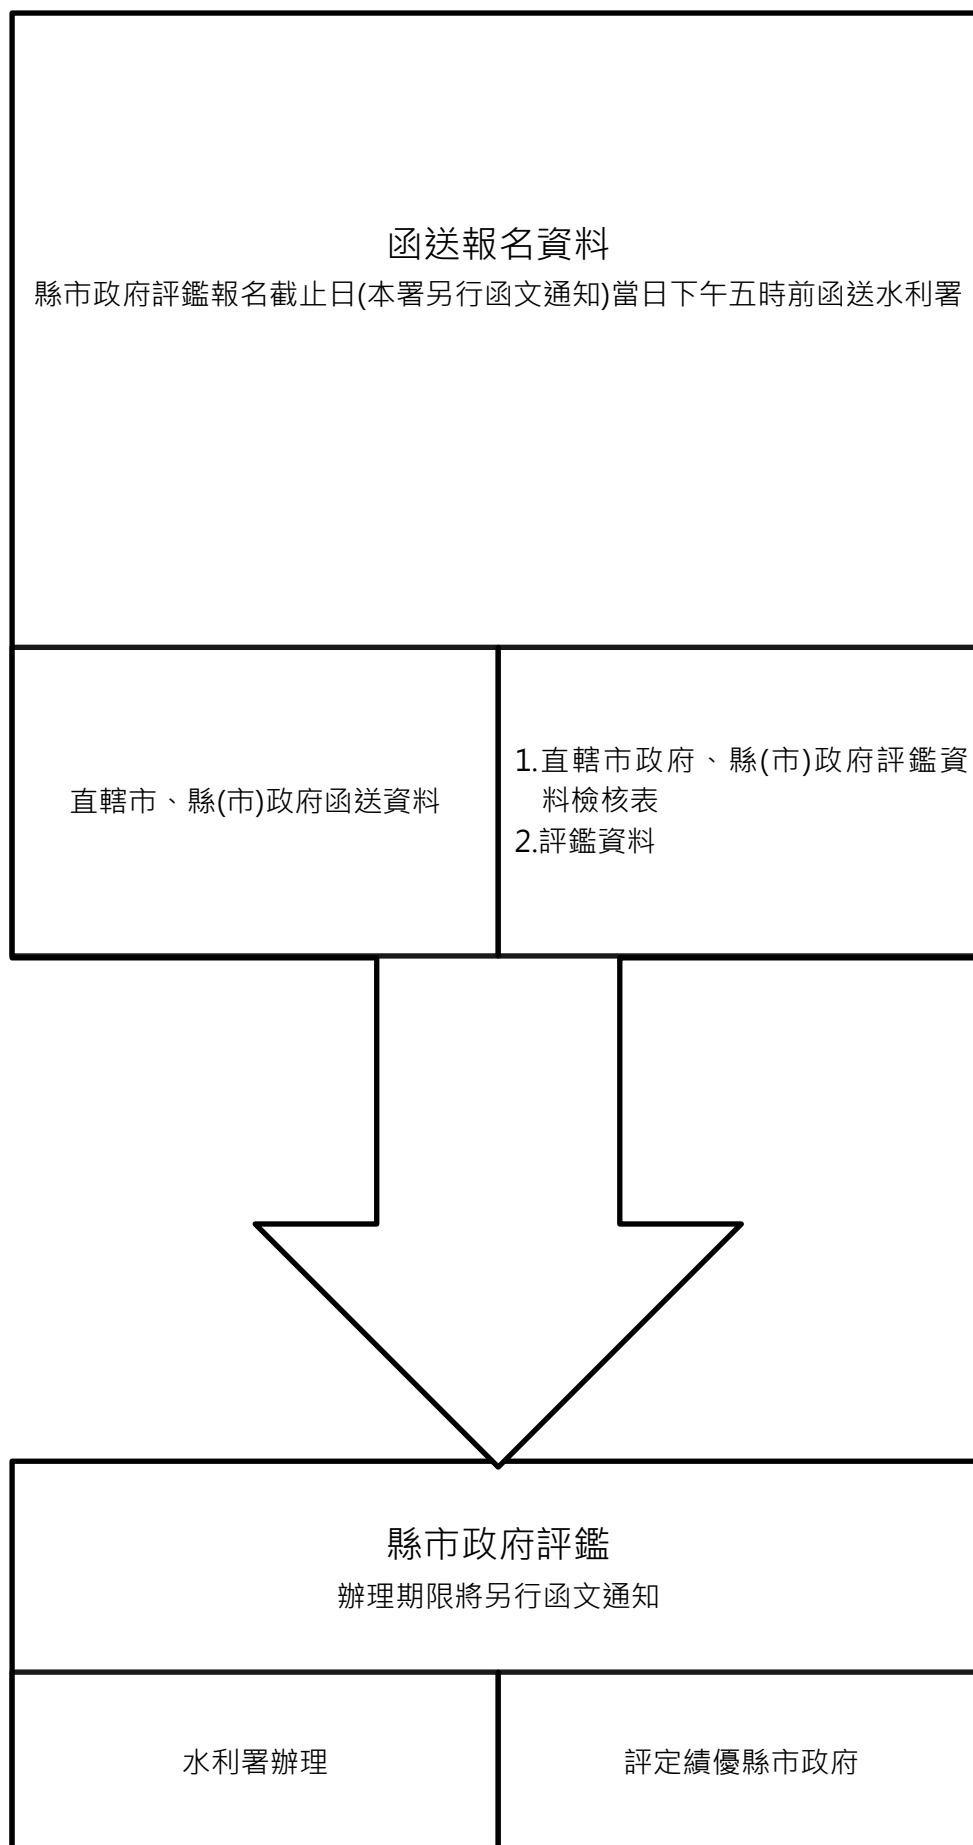 函送報名資料
縣市政府評鑑報名截止日(本署另行函文通知)當日下午五時前函送水利署
直轄市、縣(市)政府函送資料
1.直轄市政府、縣(市)政府評鑑資
料檢核表
2.評鑑資料
縣市政府評鑑
辦理期限將另行函文通知
水利署辦理
評定績優縣市政府